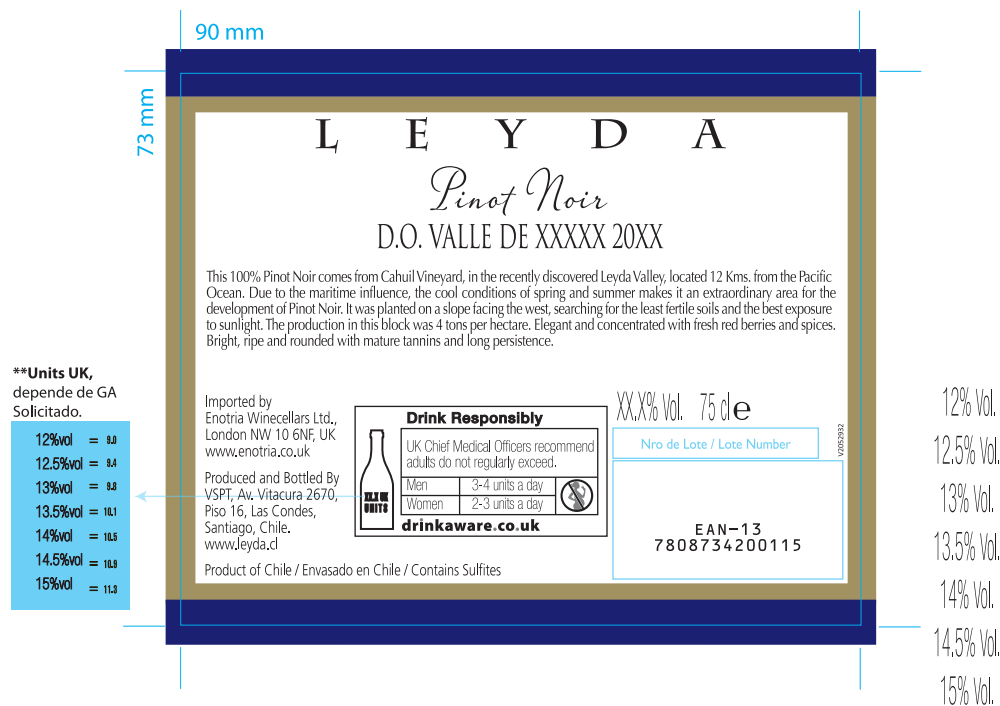 90 mm
73 mm
LEYDA
Pinot Noir
D.O. VALLE DE XXXXX 20XX
This 100% Pinot Noir comes from Cahuil Vineyard, in the recently discovered Leyda Valley, located 12 Kms. from the Pacific
Ocean. Due to the maritime influence, the cool conditions of spring and summer makes it an extraordinary area for the
development of Pinot Noir. It was planted on a slope facing the west, searching for the least fertile soils and the best exposure
to sunlight. The production in this block was 4 tons per hectare. Elegant and concentrated with fresh red berries and spices.
Bright, ripe and rounded with mature tannins and long persistence.
**Units UK,
depende de GA
Solicitado.
12%vol = 9.0
12.5%vol = 9.4
13%vol = 9.8
13.5%vol = 10.1
14%vol = 10.5
14.5%vol = 10.9
15%vol = 11.3
Imported by
Enotria Winecellars Ltd.,
London NW 10 6NF, UK
www.enotria.co.uk
Produced and Bottled By
VSPT, Av. Vitacura 2670,
Piso 16, Las Condes,
Santiago, Chile.
www.leyda.cl
Product of Chile / Envasado en Chile / Contains Sulfites
Drink Responsibly
UK Chief Medical Officers recommend
adults do not regularly exceed.
Men 3-4 units a day
Women 2-3 units a day
drinkaware.co.uk
UK
UNITS
XX,X% Vol. 75 cl e
Nro de Lote / Lote Number
V2052932
EAN-13
7808734200115
12% Vol.
12.5% Vol.
13% Vol.
13.5% Vol.
14% Vol.
14.5% Vol.
15% Vol.